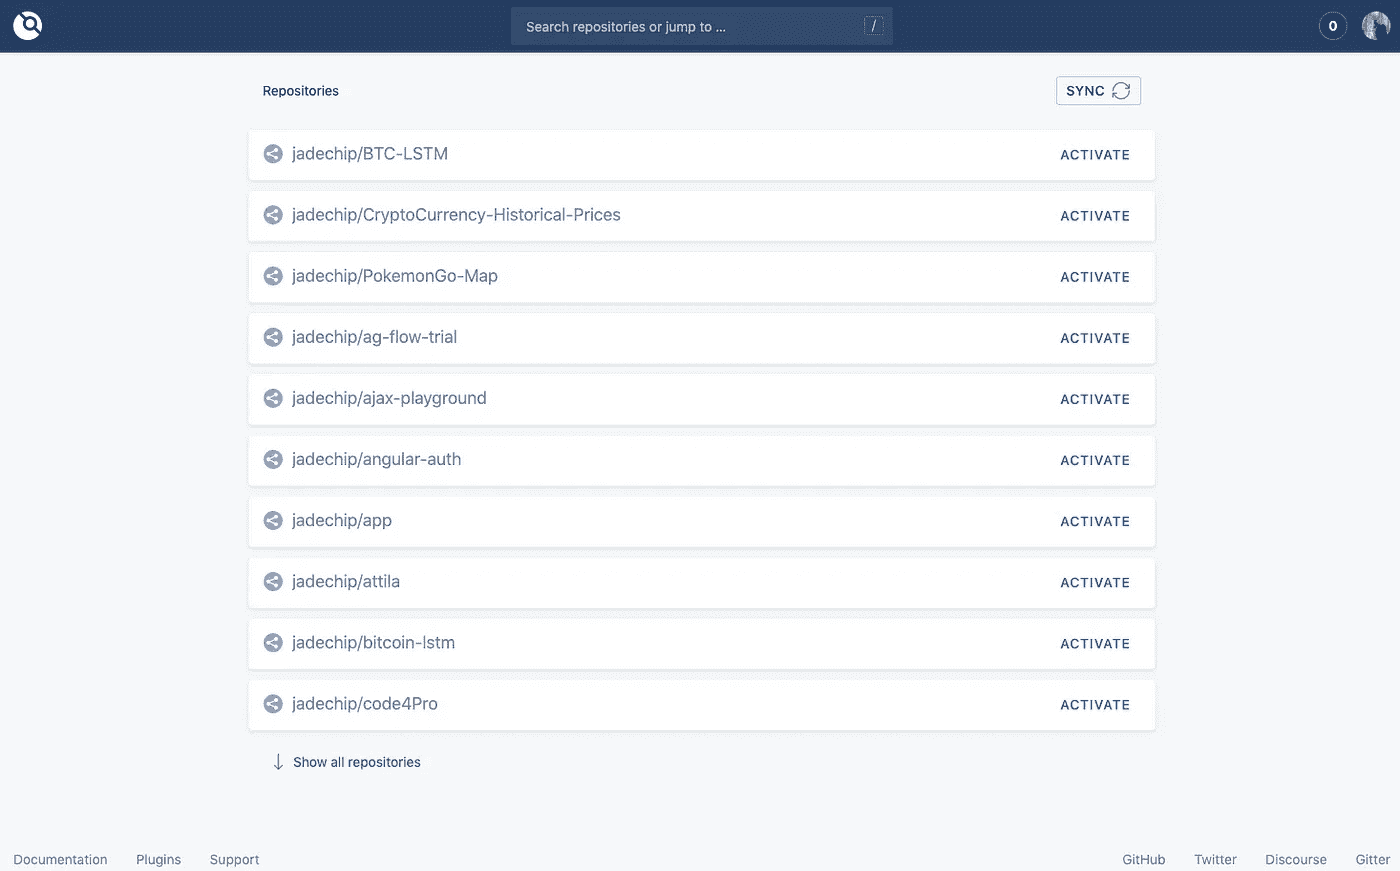 Search repositories or jump to ... /
0
Repositories
SYNC
jadechip/BTC-LSTM ACTIVATE
jadechip/CryptoCurrency-Historical-Prices ACTIVATE
jadechip/PokemonGo-Map ACTIVATE
jadechip/ag-flow-trial ACTIVATE
jadechip/ajax-playground ACTIVATE
jadechip/angular-auth ACTIVATE
jadechip/app ACTIVATE
jadechip/attila ACTIVATE
jadechip/bitcoin-lstm ACTIVATE
jadechip/code4Pro ACTIVATE
Show all repositories
Documentation Plugins Support GitHub Twitter Discourse Gitter